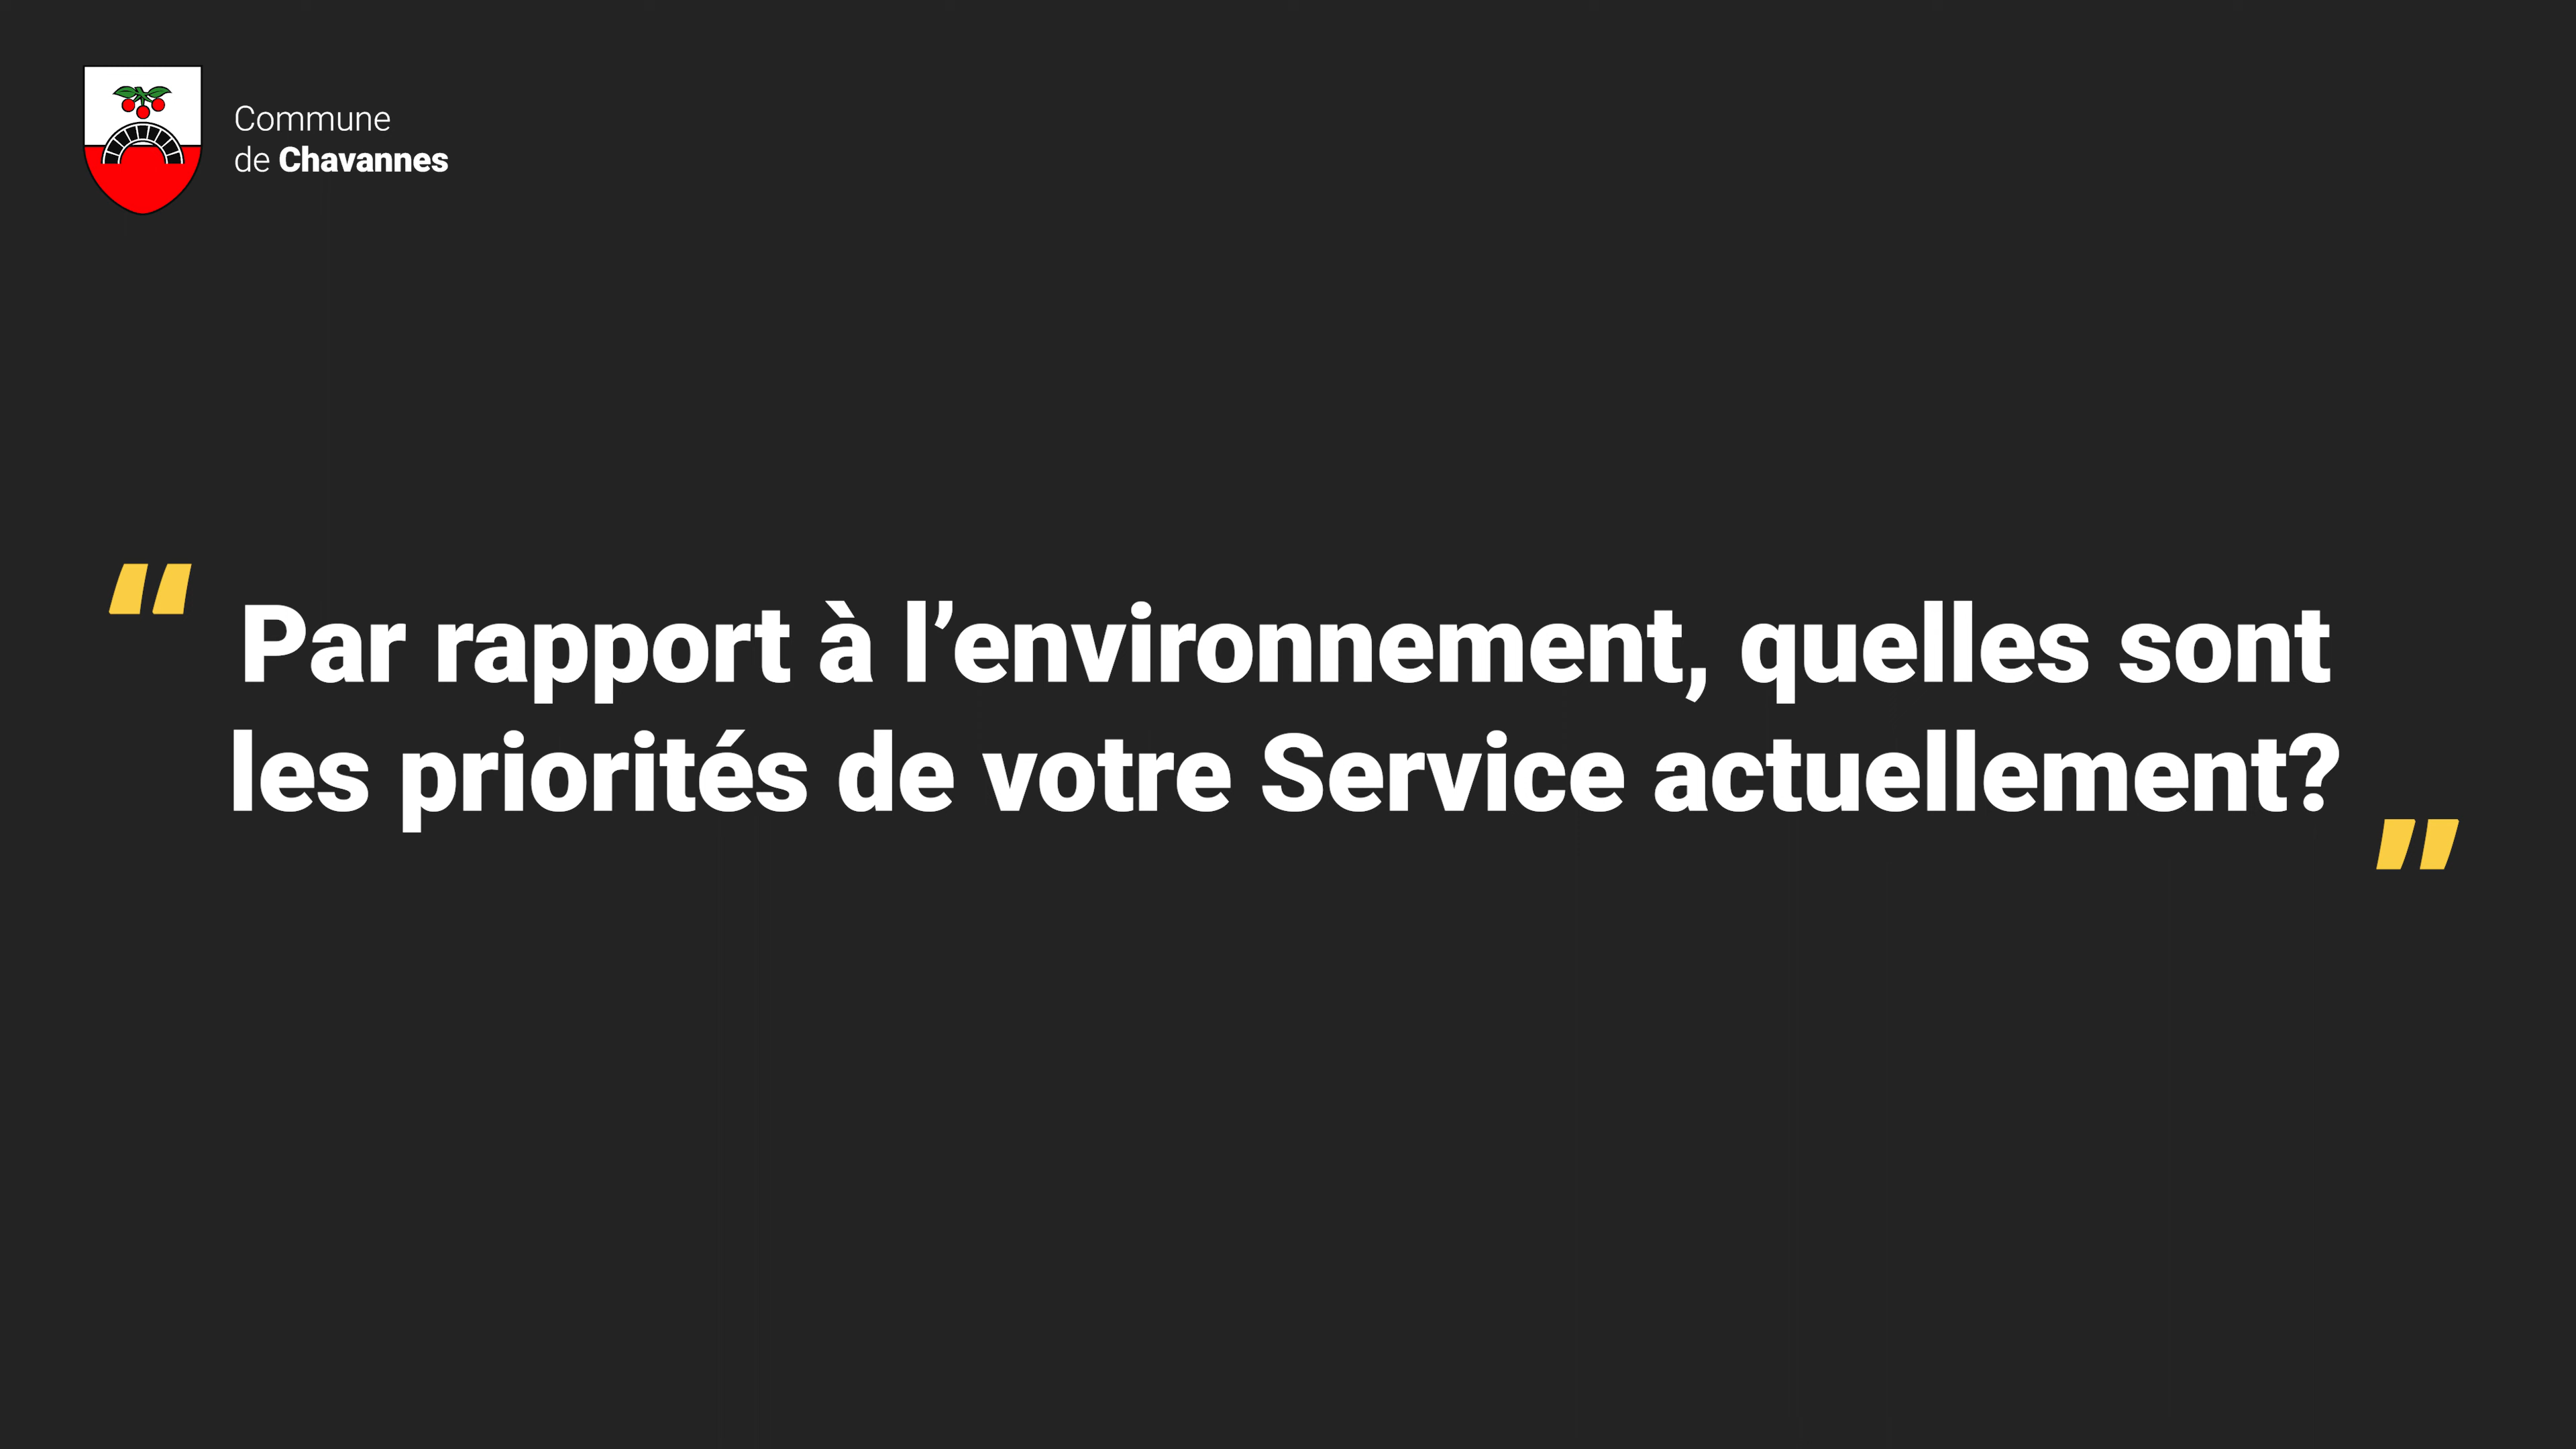 Commune
de Chavannes
“ Par rapport à l’environnement, quelles sont
les priorités de votre Service actuellement? ”